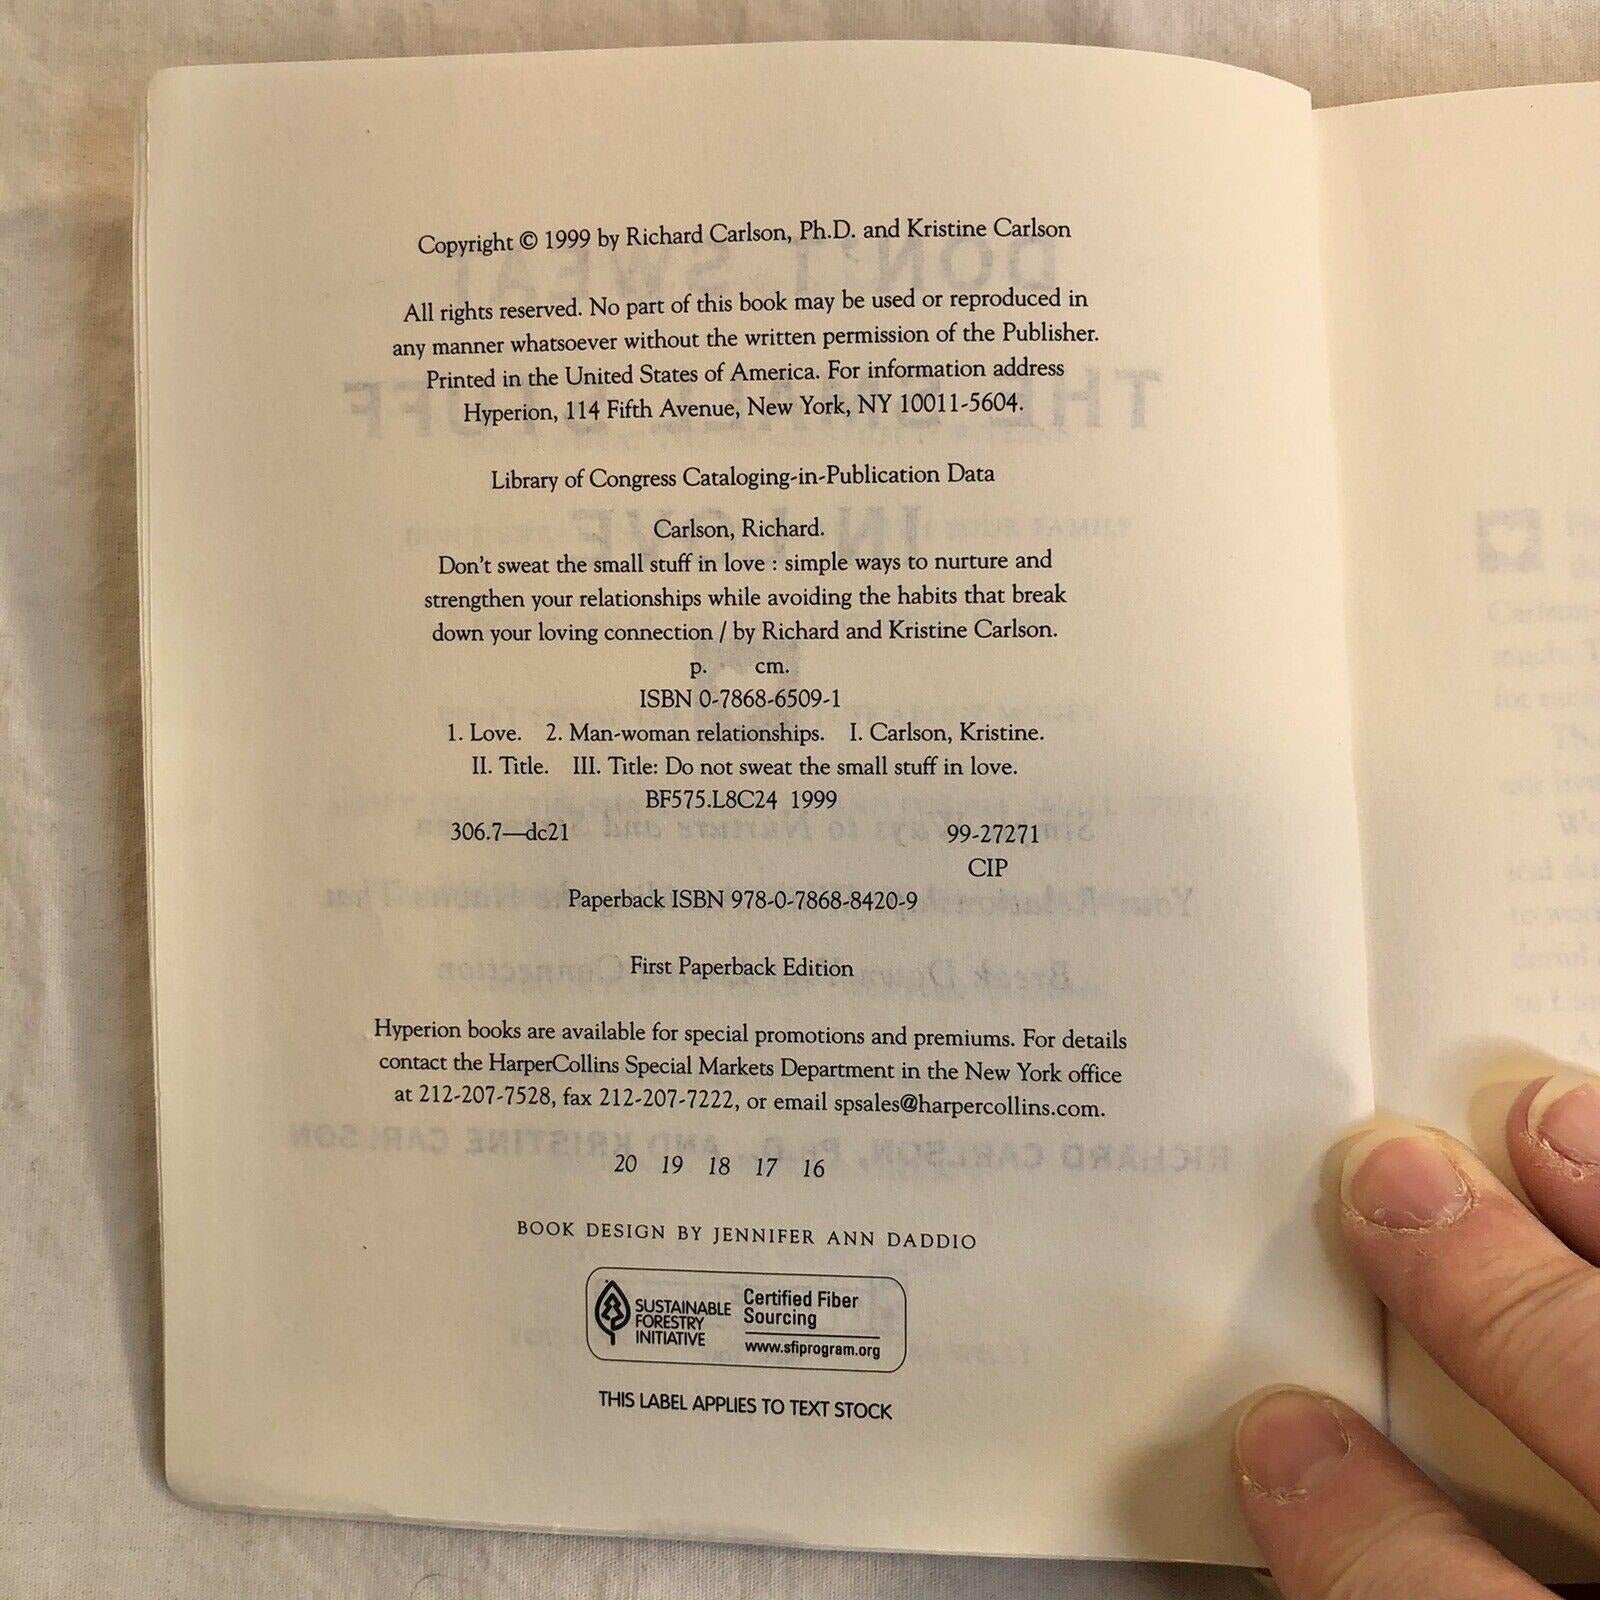 Copyright © 1999 by Richard Carlson, Ph.D. and Kristine Carlson
All rights reserved. No part of this book may be used or reproduced in
any manner whatsoever without the written permission of the Publisher.
Printed in the United States of America. For information address
Hyperion, 114 Fifth Avenue, New York, NY 10011-5604.
Library of Congress Cataloging-in-Publication Data
Carlson, Richard.
Don't sweat the small stuff in love : simple ways to nurture and
strengthen your relationships while avoiding the habits that break
down your loving connection / by Richard and Kristine Carlson.
p. cm.
ISBN 0-7868-6509-1
1. Love. 2. Man-woman relationships. I. Carlson, Kristine.
II. Title. III. Title: Do not sweat the small stuff in love.
BF575.L8C24 1999
306.7—dc21 99-27271
CIP
Paperback ISBN 978-0-7868-8420-9
First Paperback Edition
Hyperion books are available for special promotions and premiums. For details
contact the HarperCollins Special Markets Department in the New York office
at 212-207-7528, fax 212-207-7222, or email spsales@harpercollins.com.
20 19 18 17 16
BOOK DESIGN BY JENNIFER ANN DADDIO
SUSTAINABLE
FORESTRY
INITIATIVE
Certified Fiber
Sourcing
www.sfiprogram.org
THIS LABEL APPLIES TO TEXT STOCK